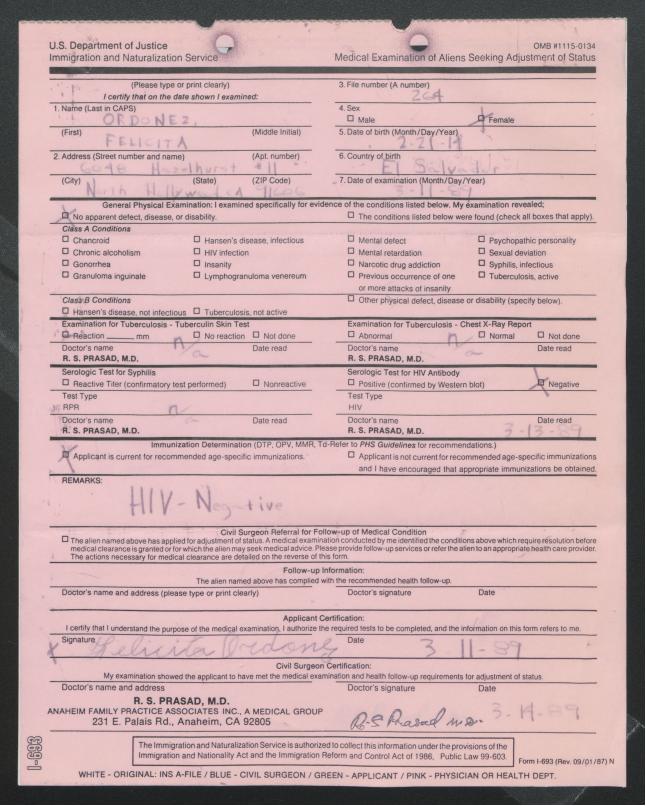 U.S. Department of Justice
Immigration and Naturalization Service
OMB #1115-0134
Medical Examination of Aliens Seeking Adjustment of Status
(Please type or print clearly)
I certify that on the date shown I examined:
3. File number (A number)
264
1. Name (Last in CAPS)
ORDONEZ,
4. Sex
Male Female
(First) (Middle Initial)
FELICITA
5. Date of birth (Month/Day/Year)
2. Address (Street number and name) (Apt. number)
6048 Hazelhurst #11
6. Country of birth
El Salvador
(City) (State) (ZIP Code)
North Hollywood CA 91606
7. Date of examination (Month/Day/Year)
3-11-89
General Physical Examination: I examined specifically for evidence of the conditions listed below. My examination revealed;
No apparent defect, disease, or disability. The conditions listed below were found (check all boxes that apply).
Class A Conditions
Chancroid Hansen's disease, infectious Mental defect Psychopathic personality
Chronic alcoholism HIV infection Mental retardation Sexual deviation
Gonorrhea Insanity Narcotic drug addiction Syphilis, infectious
Granuloma inguinale Lymphogranuloma venereum Previous occurrence of one Tuberculosis, active
or more attacks of insanity
Class B Conditions Other physical defect, disease or disability (specify below).
Hansen's disease, not infectious Tuberculosis, not active
Examination for Tuberculosis - Tuberculin Skin Test Examination for Tuberculosis - Chest X-Ray Report
Reaction mm No reaction Not done Abnormal Normal Not done
n/a n/a
Doctor's name Date read Doctor's name Date read
R. S. PRASAD, M.D. R. S. PRASAD, M.D.
Serologic Test for Syphilis Serologic Test for HIV Antibody
Reactive Titer (confirmatory test performed) Nonreactive Positive (confirmed by Western blot) Negative
Test Type Test Type
RPR n/a HIV
Doctor's name Date read Doctor's name Date read
R. S. PRASAD, M.D. R. S. PRASAD, M.D. 3-13-89
Immunization Determination (DTP, OPV, MMR, Td-Refer to PHS Guidelines for recommendations.)
Applicant is current for recommended age-specific immunizations. Applicant is not current for recommended age-specific immunizations
and I have encouraged that appropriate immunizations be obtained.
REMARKS:
HIV - Negative
Civil Surgeon Referral for Follow-up of Medical Condition
The alien named above has applied for adjustment of status. A medical examination conducted by me identified the conditions above which require resolution before
medical clearance is granted or for which the alien may seek medical advice. Please provide follow-up services or refer the alien to an appropriate health care provider.
The actions necessary for medical clearance are detailed on the reverse of this form.
Follow-up Information:
The alien named above has complied with the recommended health follow-up.
Doctor's name and address (please type or print clearly) Doctor's signature Date
Applicant Certification:
I certify that I understand the purpose of the medical examination, I authorize the required tests to be completed, and the information on this form refers to me.
Signature Date
x Felicita Ordonez 3-11-89
Civil Surgeon Certification:
My examination showed the applicant to have met the medical examination and health follow-up requirements for adjustment of status.
Doctor's name and address Doctor's signature Date
R. S. PRASAD, M.D.
ANAHEIM FAMILY PRACTICE ASSOCIATES INC., A MEDICAL GROUP
231 E. Palais Rd., Anaheim, CA 92805
R-S Prasad M.D. 3-14-89
The Immigration and Naturalization Service is authorized to collect this information under the provisions of the
Immigration and Nationality Act and the Immigration Reform and Control Act of 1986, Public Law 99-603.
Form I-693 (Rev. 09/01/87) N
WHITE - ORIGINAL: INS A-FILE / BLUE - CIVIL SURGEON / GREEN - APPLICANT / PINK - PHYSICIAN OR HEALTH DEPT.
I-693